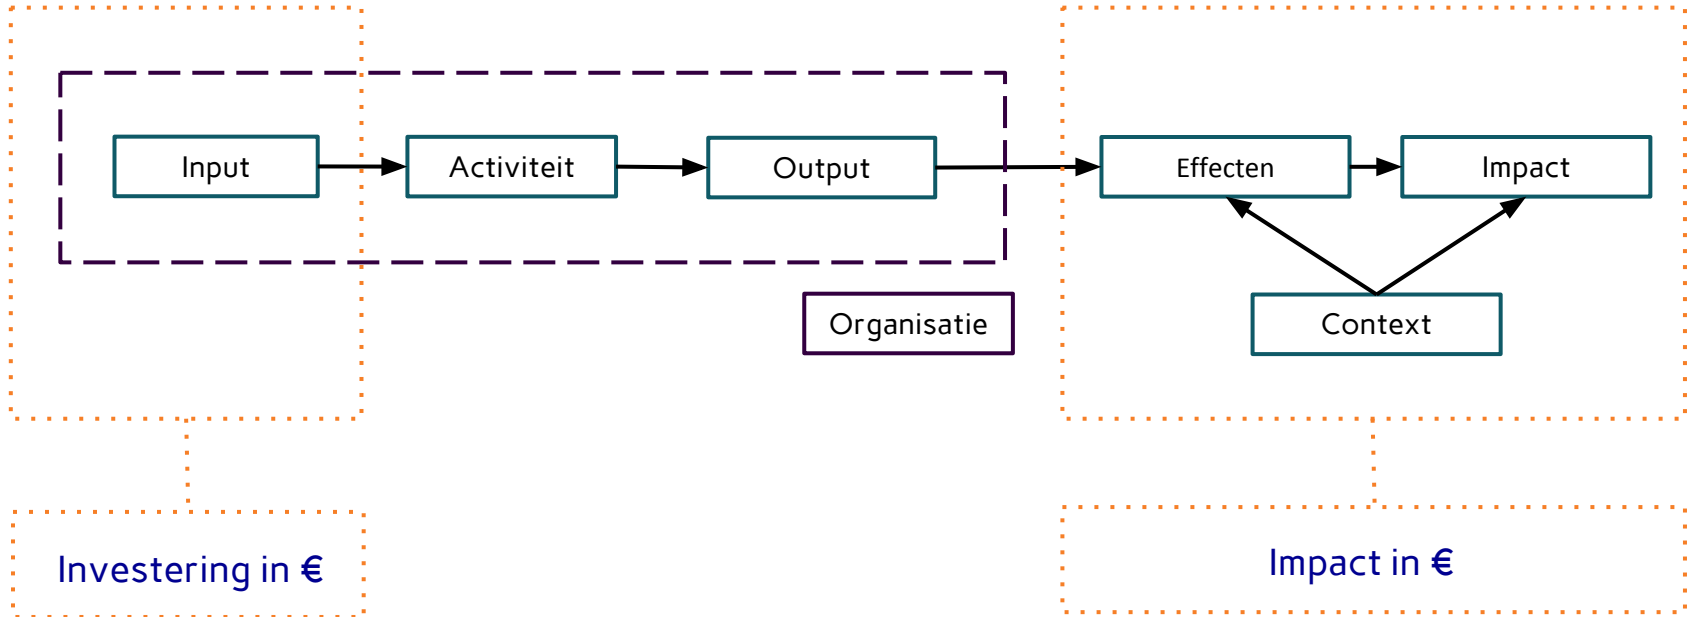 Input
Activiteit
Output
Effecten
Impact
Organisatie
Context
Investering in €
Impact in €